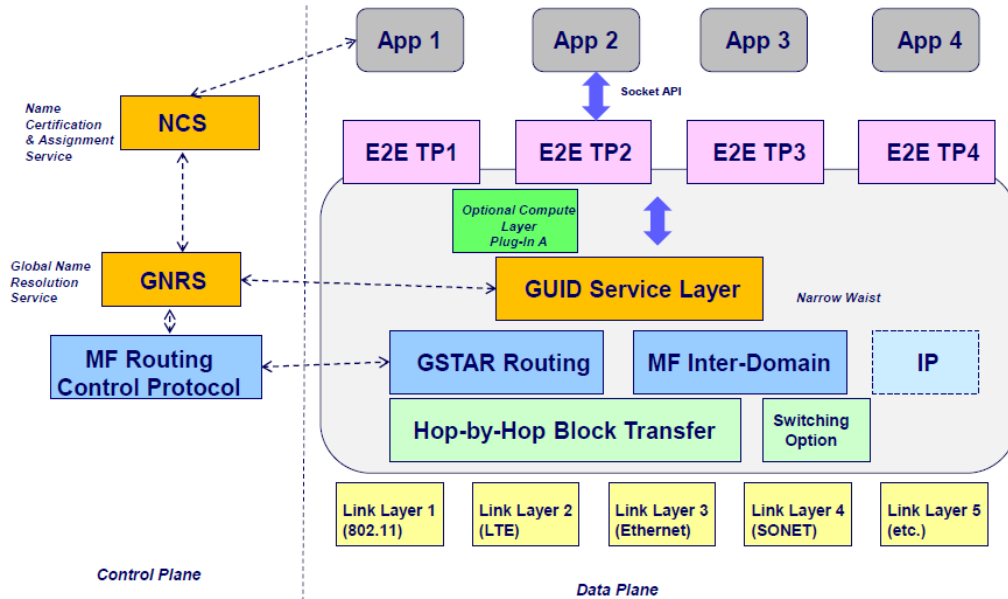 App 1
App 2
App 3
App 4
Socket API
Name
Certification
& Assignment
Service
NCS
E2E TP1
E2E TP2
E2E TP3
E2E TP4
Optional Compute
Layer
Plug-In A
Global Name
Resolution
Service
GNRS
GUID Service Layer
Narrow Waist
MF Routing
Control Protocol
GSTAR Routing
MF Inter-Domain
IP
Hop-by-Hop Block Transfer
Switching
Option
Link Layer 1
(802.11)
Link Layer 2
(LTE)
Link Layer 3
(Ethernet)
Link Layer 4
(SONET)
Link Layer 5
(etc.)
Control Plane
Data Plane